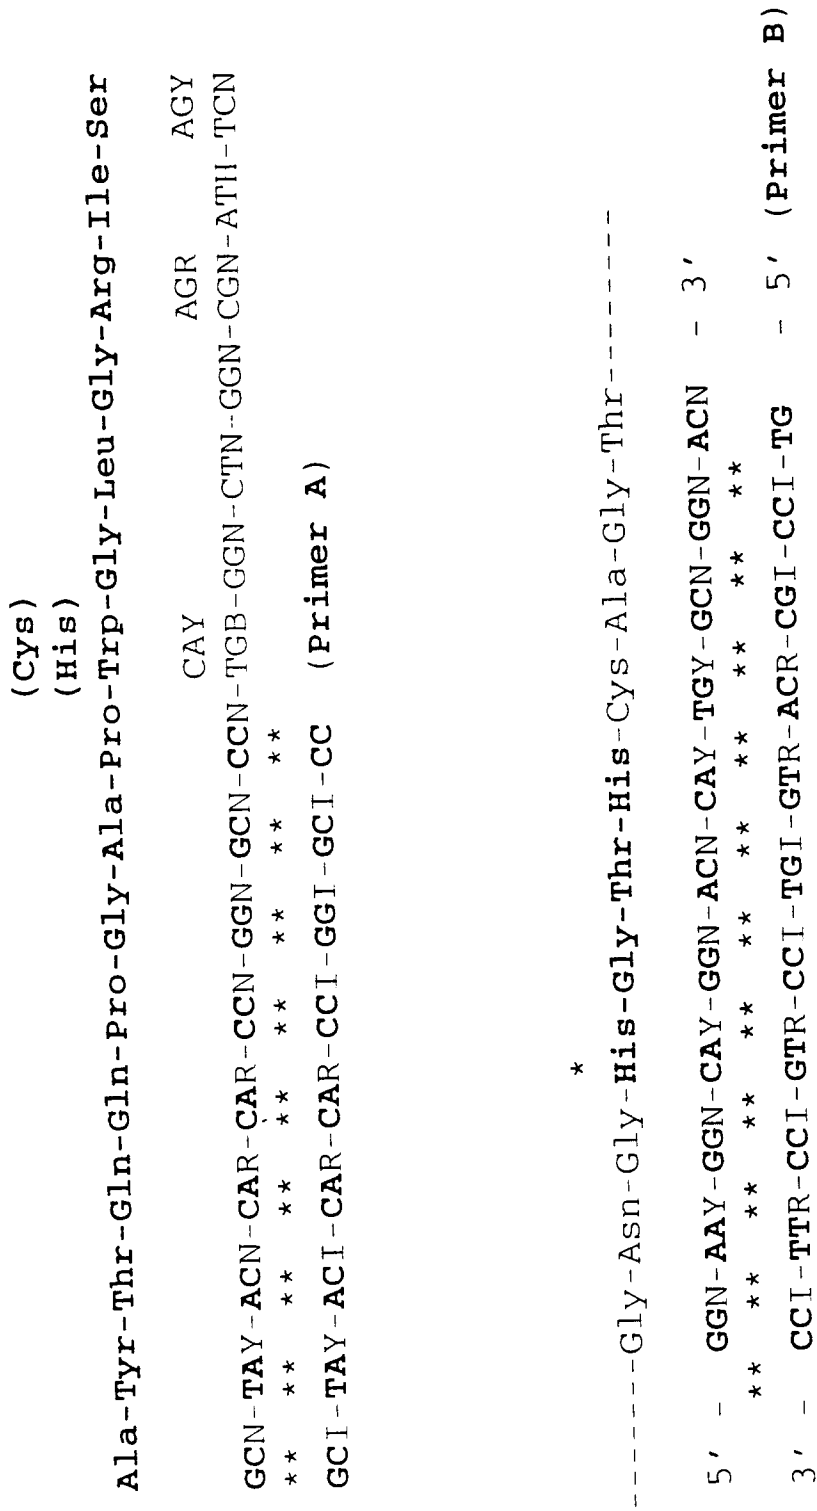 (Cys)
(His)
Ala-Tyr-Thr-Gln-Gln-Pro-Gly-Ala-Pro-Trp-Gly-Leu-Gly-Arg-Ile-Ser
CAY AGR AGY
GCN-TAY-ACN-CAR-CAR-CCN-GGN-GCN-CCN-TGB-GGN-CTN-GGN-CGN-ATH-TCN
** ** ** ** ** ** ** ** **
GCI-TAY-ACI-CAR-CAR-CCI-GGI-GCI-CC (Primer A)
*
-------Gly-Asn-Gly-His-Gly-Thr-His-Cys-Ala-Gly-Thr---------
5' - GGN-AAY-GGN-CAY-GGN-ACN-CAY-TGY-GCN-GGN-ACN - 3'
** ** ** ** ** ** ** ** ** ** **
3' - CCI-TTR-CCI-GTR-CCI-TGI-GTR-ACR-CGI-CCI-TG - 5' (Primer B)